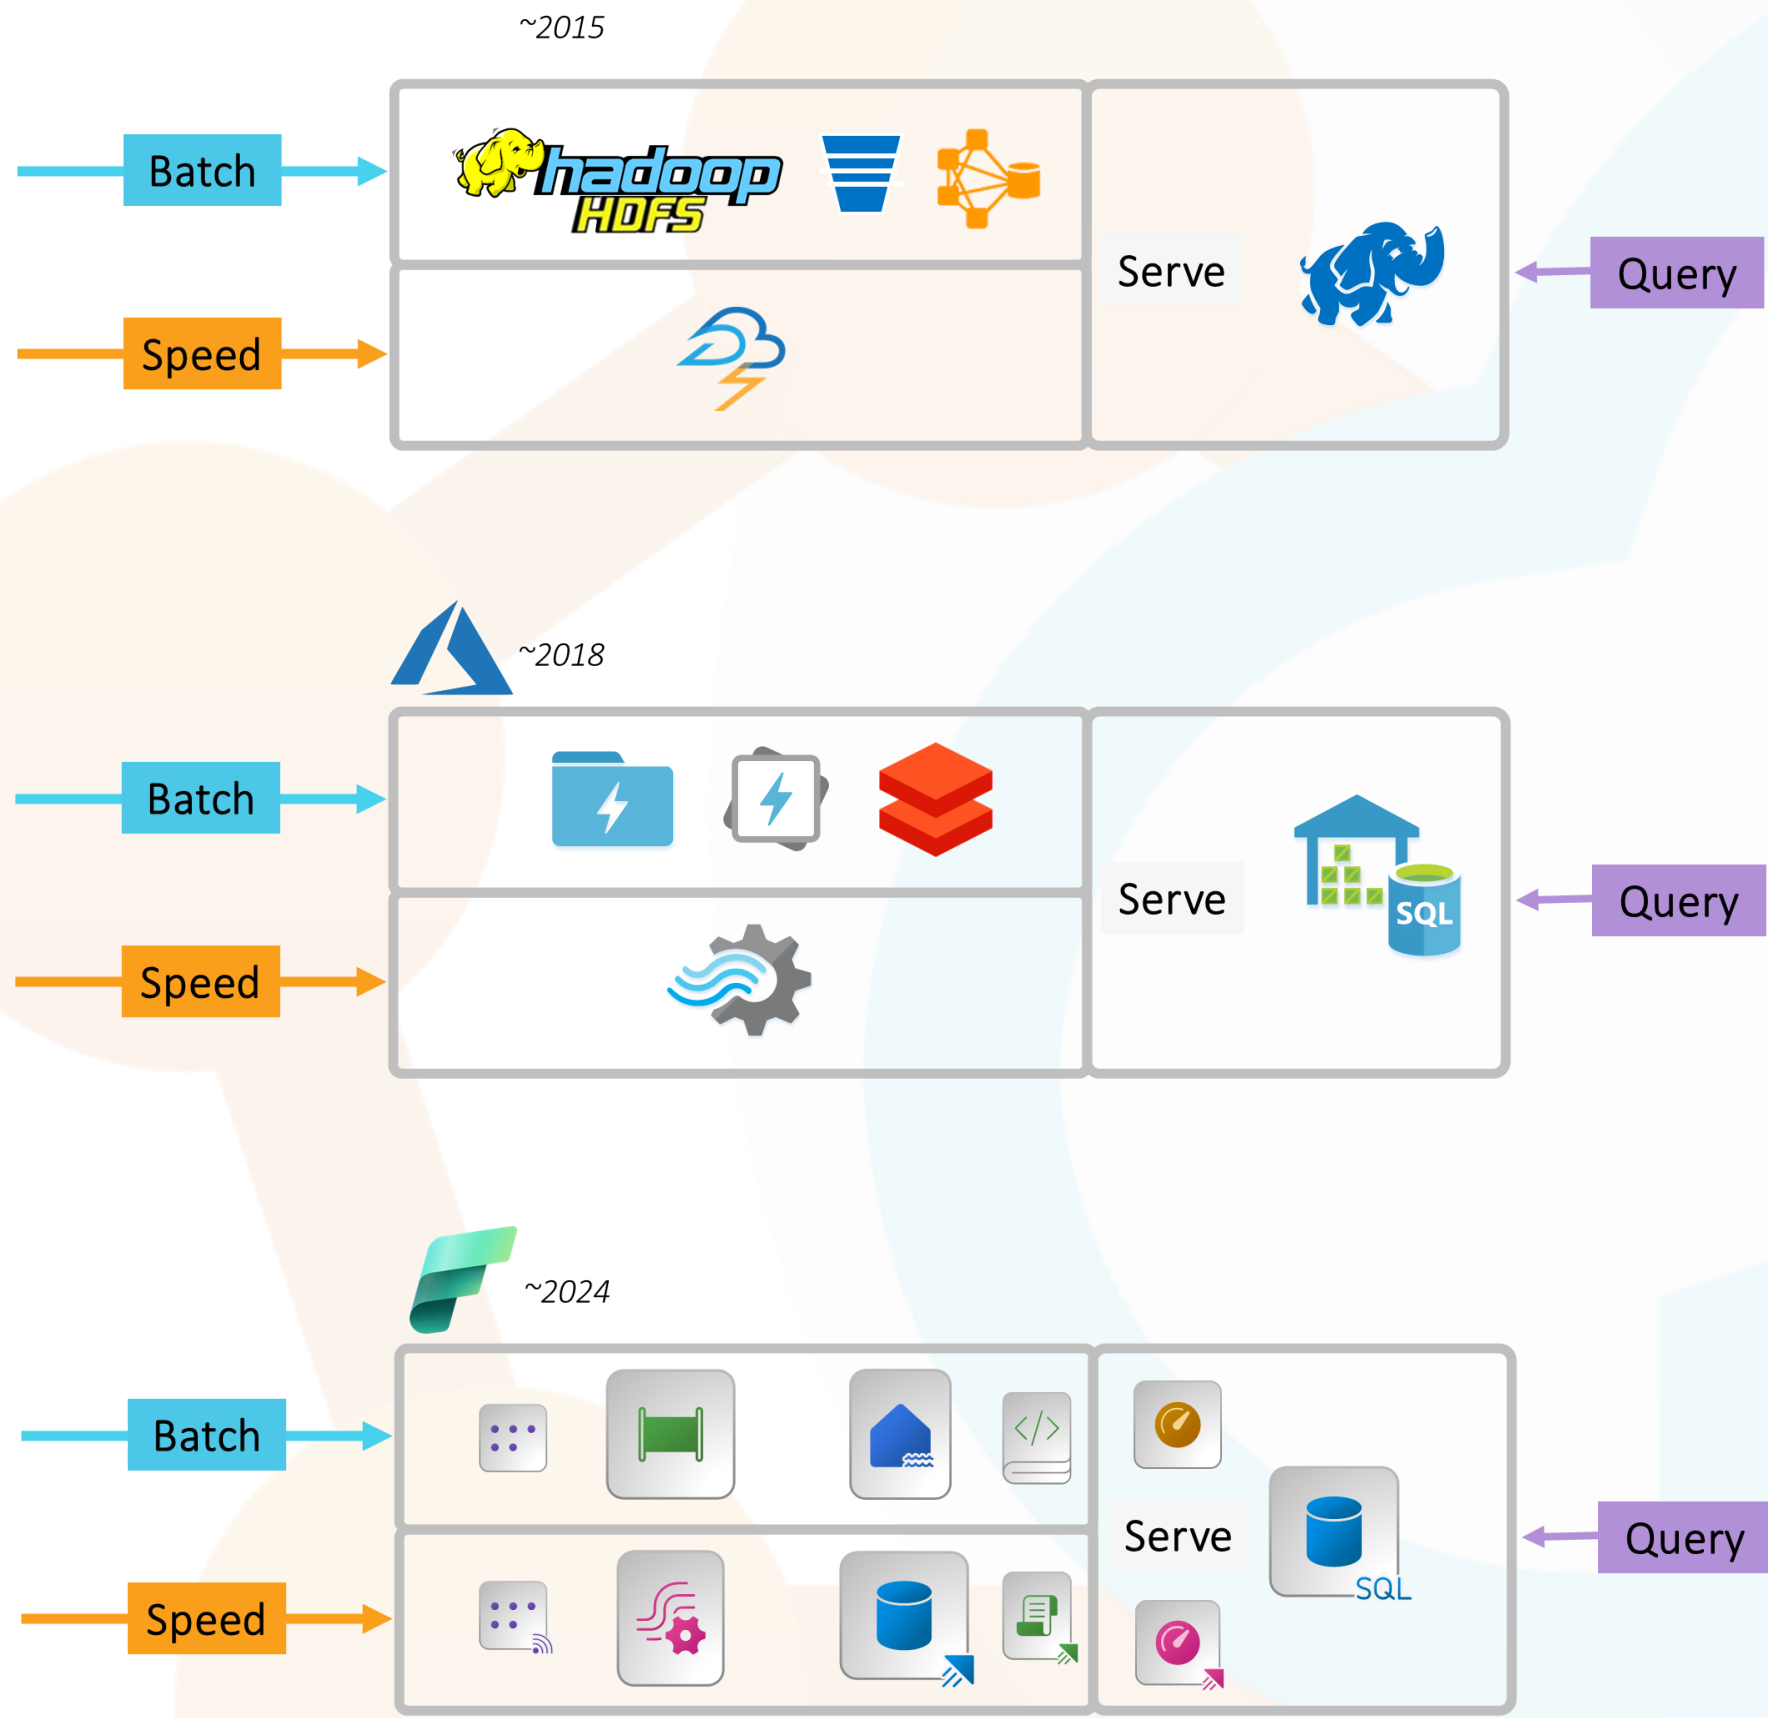 ~2015
Batch
hadoop
HDFS
Serve
Query
Speed
~2018
Batch
Serve
SQL
Query
Speed
~2024
Batch
</>
Serve
SQL
Query
Speed